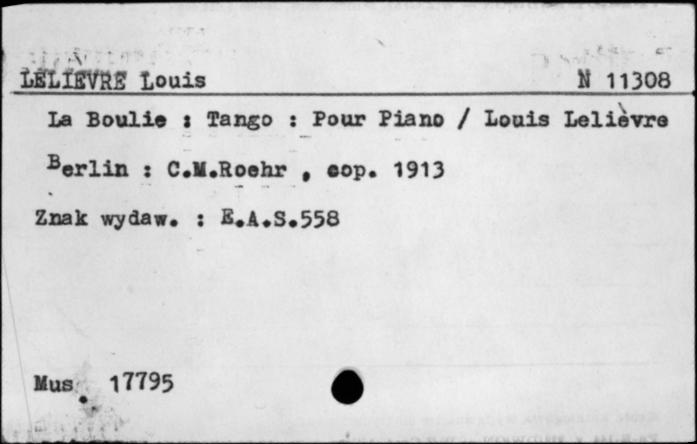 LELIEVRE Louis N 11308
La Boulie : Tango : Pour Piano / Louis Lelièvre
Berlin : C.M.Roehr , cop. 1913
Znak wydaw. : E.A.S.558
Mus. 17795